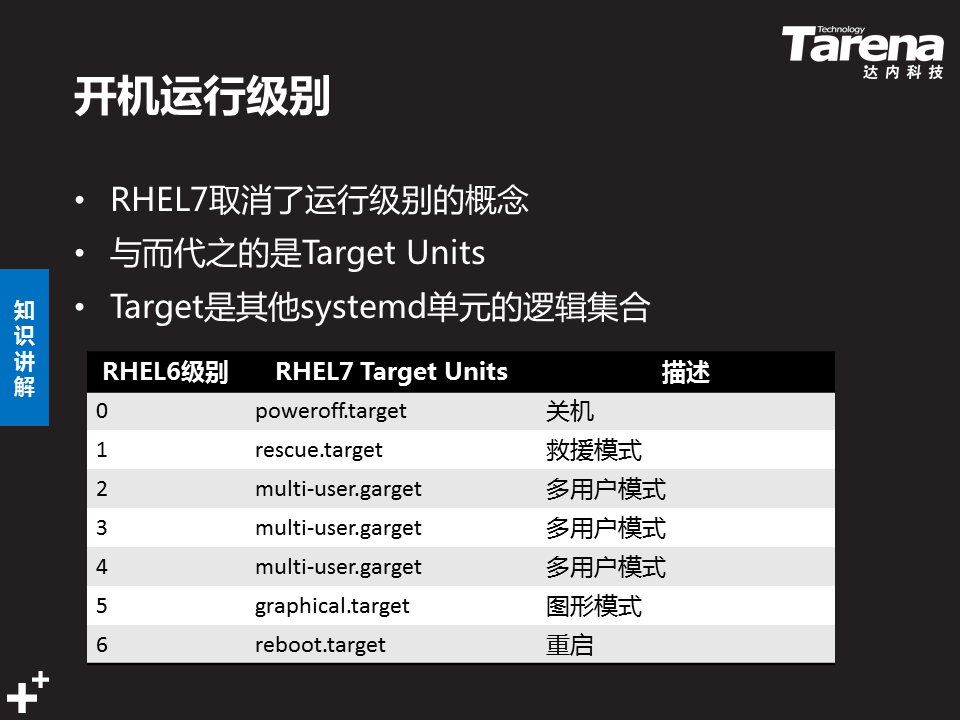 Technology
Tarena
达内科技
开机运行级别
• RHEL7取消了运行级别的概念
• 与而代之的是Target Units
• Target是其他systemd单元的逻辑集合
知识讲解
RHEL6级别 RHEL7 Target Units 描述
0 poweroff.target 关机
1 rescue.target 救援模式
2 multi-user.garget 多用户模式
3 multi-user.garget 多用户模式
4 multi-user.garget 多用户模式
5 graphical.target 图形模式
6 reboot.target 重启